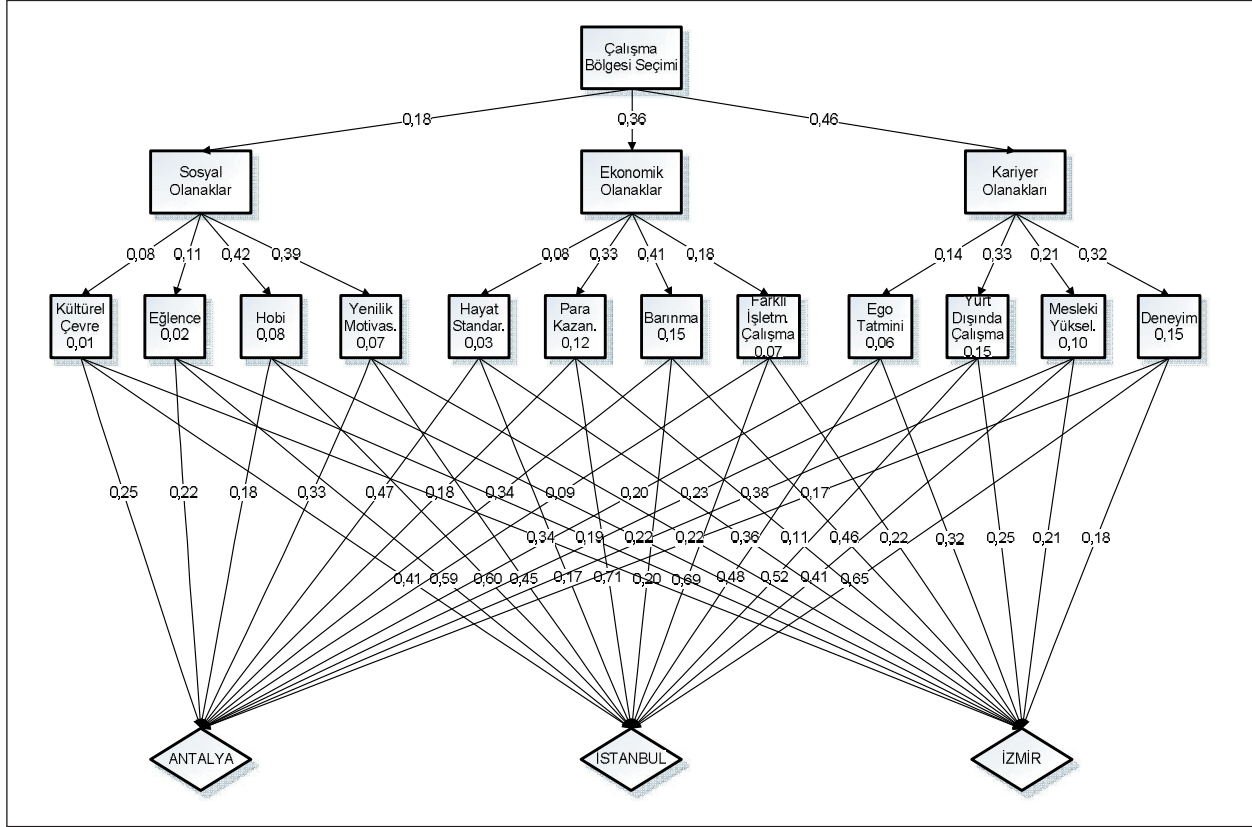 Çalışma
Bölgesi Seçimi
0,18
0,36
0,46
Sosyal
Olanaklar
Ekonomik
Olanaklar
Kariyer
Olanakları
0,08
0,11
0,42
0,39
0,08
0,33
0,41
0,18
0,14
0,33
0,21
0,32
Kültürel
Çevre
0,01
Eğlence
0,02
Hobi
0,08
Yenilik
Motivas.
0,07
Hayat
Standar.
0,03
Para
Kazan.
0,12
Barınma
0,15
Farklı
İşletm.
Çalışma
0,07
Ego
Tatmini
0,06
Yurt
Dışında
Çalışma
0,15
Mesleki
Yüksel.
0,10
Deneyim
0,15
0,25
0,22
0,18
0,33
0,47
0,18
0,34
0,09
0,20
0,23
0,38
0,17
0,34
0,19
0,22
0,22
0,36
0,11
0,46
0,22
0,32
0,25
0,21
0,18
0,41
0,59
0,60
0,45
0,17
0,71
0,20
0,69
0,48
0,52
0,41
0,65
ANTALYA
İSTANBUL
İZMİR